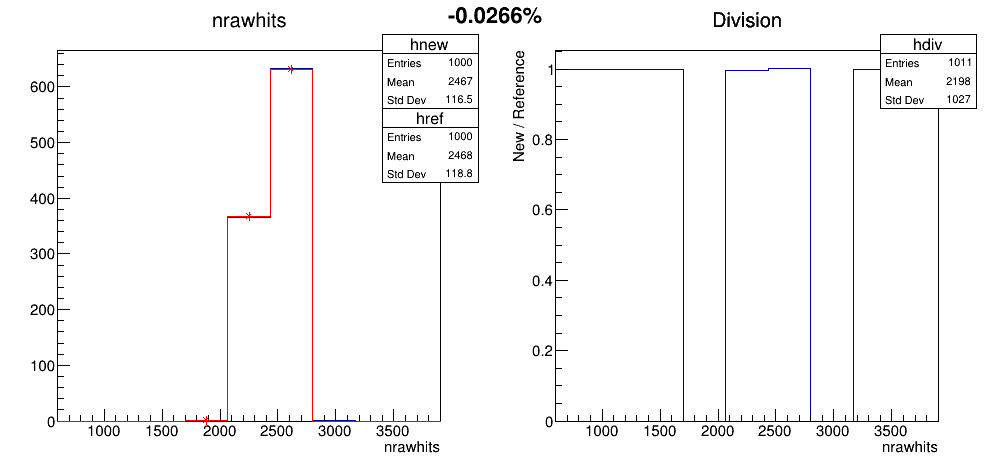 -0.0266%
nrawhits
hnew
Entries 1000
Mean 2467
Std Dev 116.5
href
Entries 1000
Mean 2468
Std Dev 118.8
600
500
400
300
200
100
0
1000 1500 2000 2500 3000 3500
nrawhits
Division
hdiv
Entries 1011
Mean 2198
Std Dev 1027
New / Reference
1
0.8
0.6
0.4
0.2
0
1000 1500 2000 2500 3000 3500
nrawhits